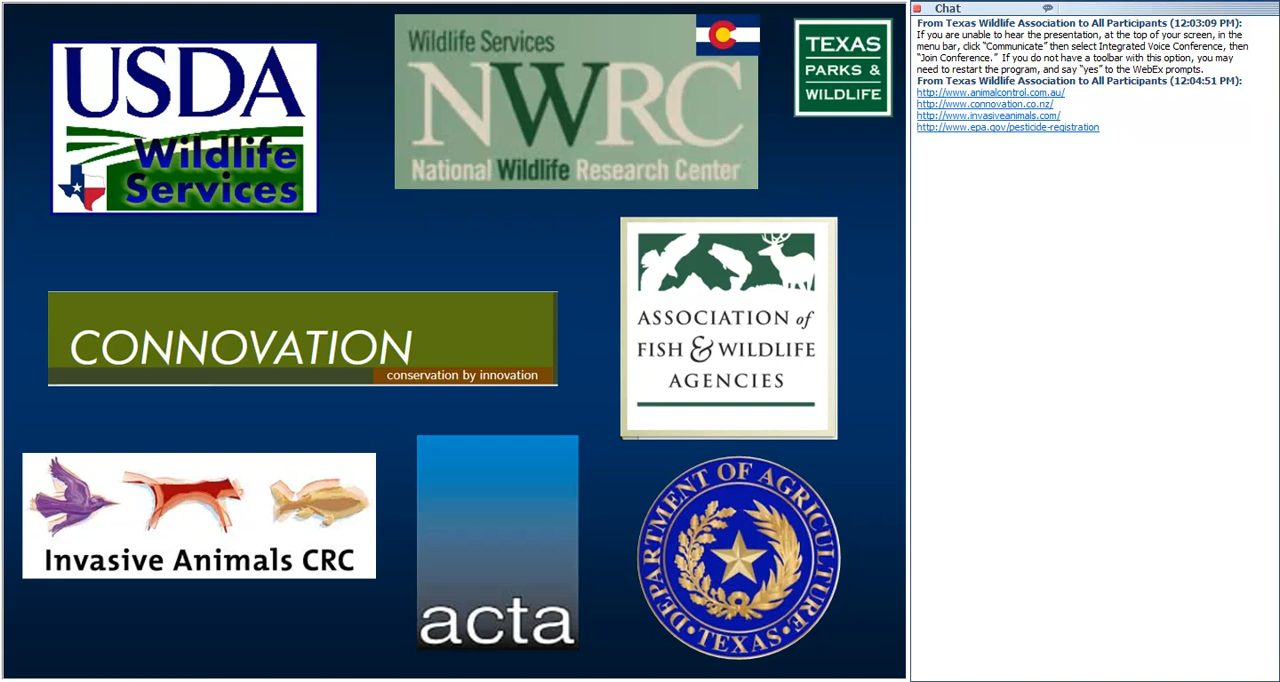 USDA
Wildlife
Services
Wildlife Services
NWRC
National Wildlife Research Center
TEXAS
PARKS &
WILDLIFE
CONNOVATION
conservation by innovation
ASSOCIATION of
FISH & WILDLIFE
AGENCIES
Invasive Animals CRC
acta
DEPARTMENT OF AGRICULTURE
• TEXAS •
Chat
From Texas Wildlife Association to All Participants (12:03:09 PM):
If you are unable to hear the presentation, at the top of your screen, in the
menu bar, click “Communicate” then select Integrated Voice Conference, then
“Join Conference.”  If you do not have a toolbar with this option, you may
need to restart the program, and say “yes” to the WebEx prompts.
From Texas Wildlife Association to All Participants (12:04:51 PM):
http://www.animalcontrol.com.au/
http://www.connovation.co.nz/
http://www.invasiveanimals.com/
http://www.epa.gov/pesticide-registration